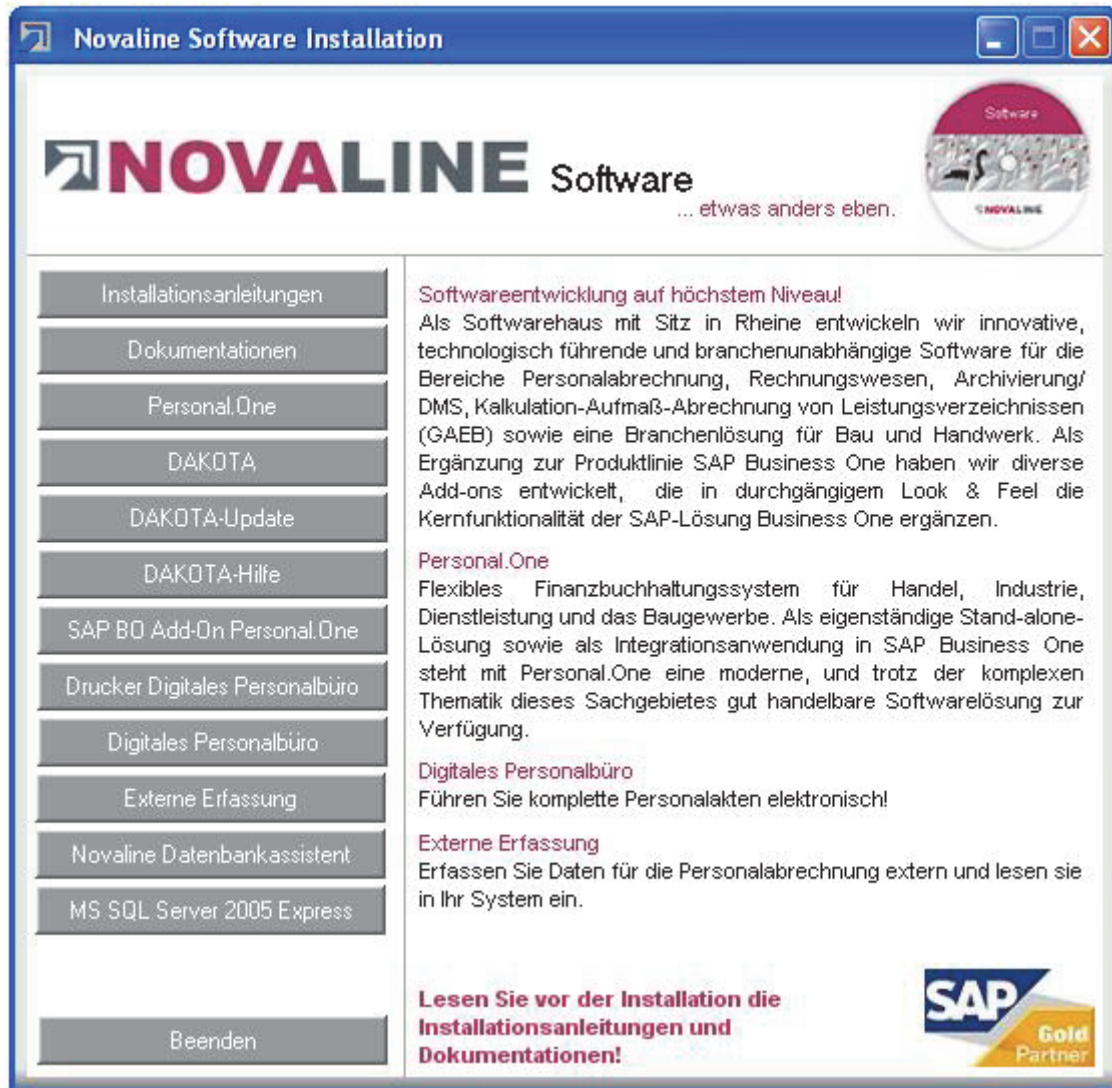 Novaline Software Installation
NOVALINE Software
... etwas anders eben.
Software
NOVALINE
Installationsanleitungen
Dokumentationen
Personal.One
DAKOTA
DAKOTA-Update
DAKOTA-Hilfe
SAP BO Add-On Personal.One
Drucker Digitales Personalbüro
Digitales Personalbüro
Externe Erfassung
Novaline Datenbankassistent
MS SQL Server 2005 Express
Beenden
Softwareentwicklung auf höchstem Niveau!
Als Softwarehaus mit Sitz in Rheine entwickeln wir innovative,
technologisch führende und branchenunabhängige Software für die
Bereiche Personalabrechnung, Rechnungswesen, Archivierung/
DMS, Kalkulation-Aufmaß-Abrechnung von Leistungsverzeichnissen
(GAEB) sowie eine Branchenlösung für Bau und Handwerk. Als
Ergänzung zur Produktlinie SAP Business One haben wir diverse
Add-ons entwickelt, die in durchgängigem Look & Feel die
Kernfunktionalität der SAP-Lösung Business One ergänzen.
Personal.One
Flexibles Finanzbuchhaltungssystem für Handel, Industrie,
Dienstleistung und das Baugewerbe. Als eigenständige Stand-alone-
Lösung sowie als Integrationsanwendung in SAP Business One
steht mit Personal.One eine moderne, und trotz der komplexen
Thematik dieses Sachgebietes gut handelbare Softwarelösung zur
Verfügung.
Digitales Personalbüro
Führen Sie komplette Personalakten elektronisch!
Externe Erfassung
Erfassen Sie Daten für die Personalabrechnung extern und lesen sie
in Ihr System ein.
Lesen Sie vor der Installation die
Installationsanleitungen und
Dokumentationen!
SAP
Gold
Partner